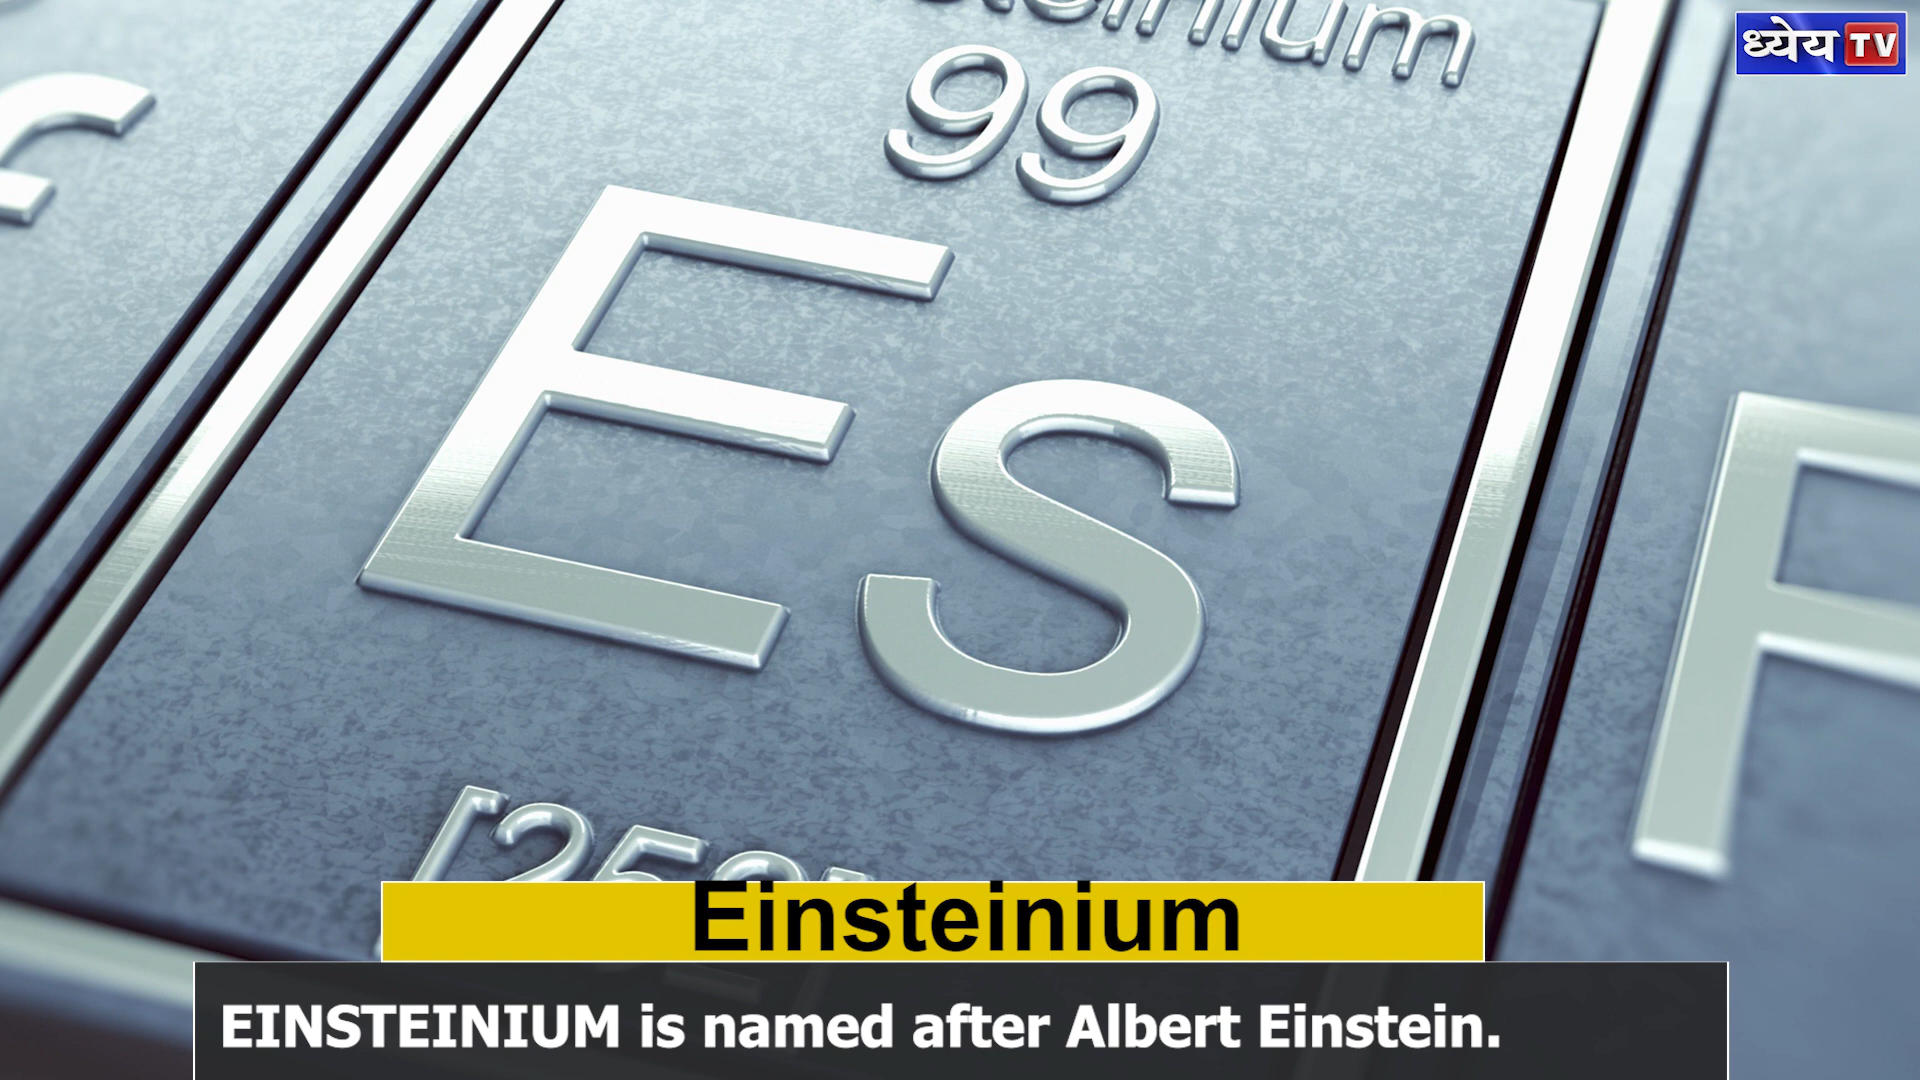 ध्येय TV
99
Es
Einsteinium
EINSTEINIUM is named after Albert Einstein.